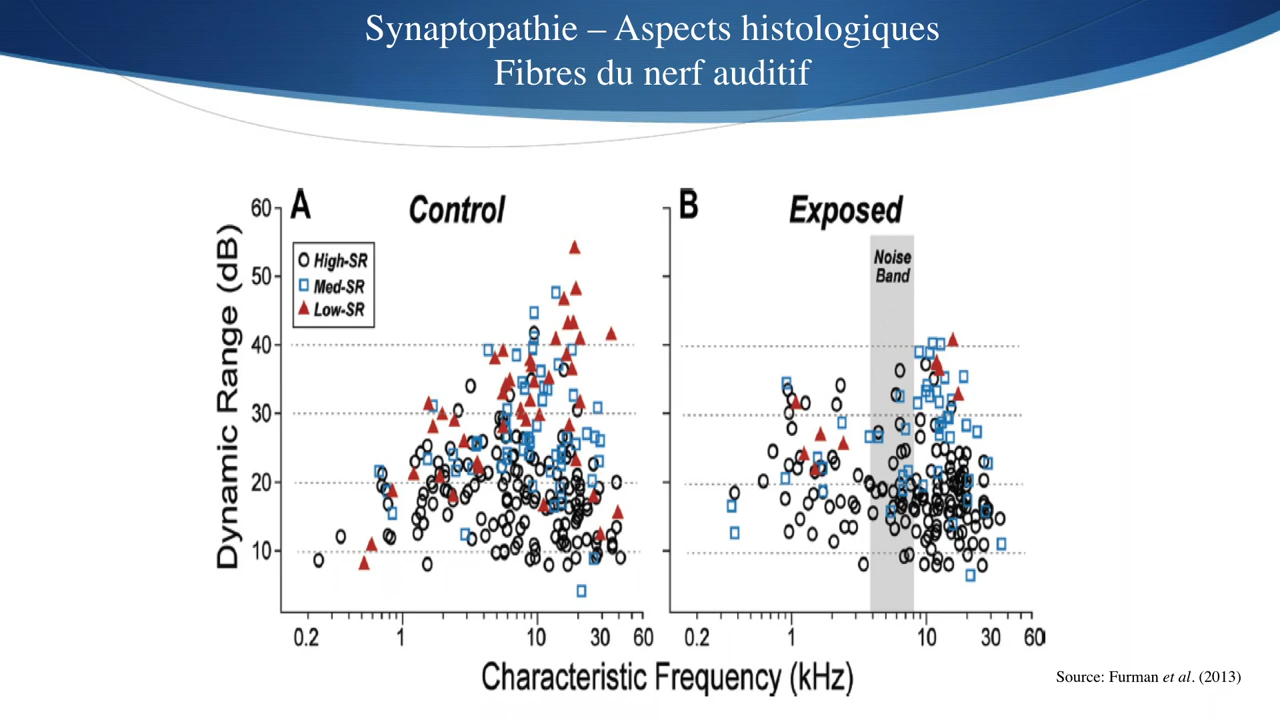 Synaptopathie – Aspects histologiques
Fibres du nerf auditif
A
Control
B
Exposed
Dynamic Range (dB)
60
50
40
30
20
10
High-SR
Med-SR
Low-SR
Noise
Band
0.2 1 10 30 60
0.2 1 10 30 60
Characteristic Frequency (kHz)
Source: Furman et al. (2013)